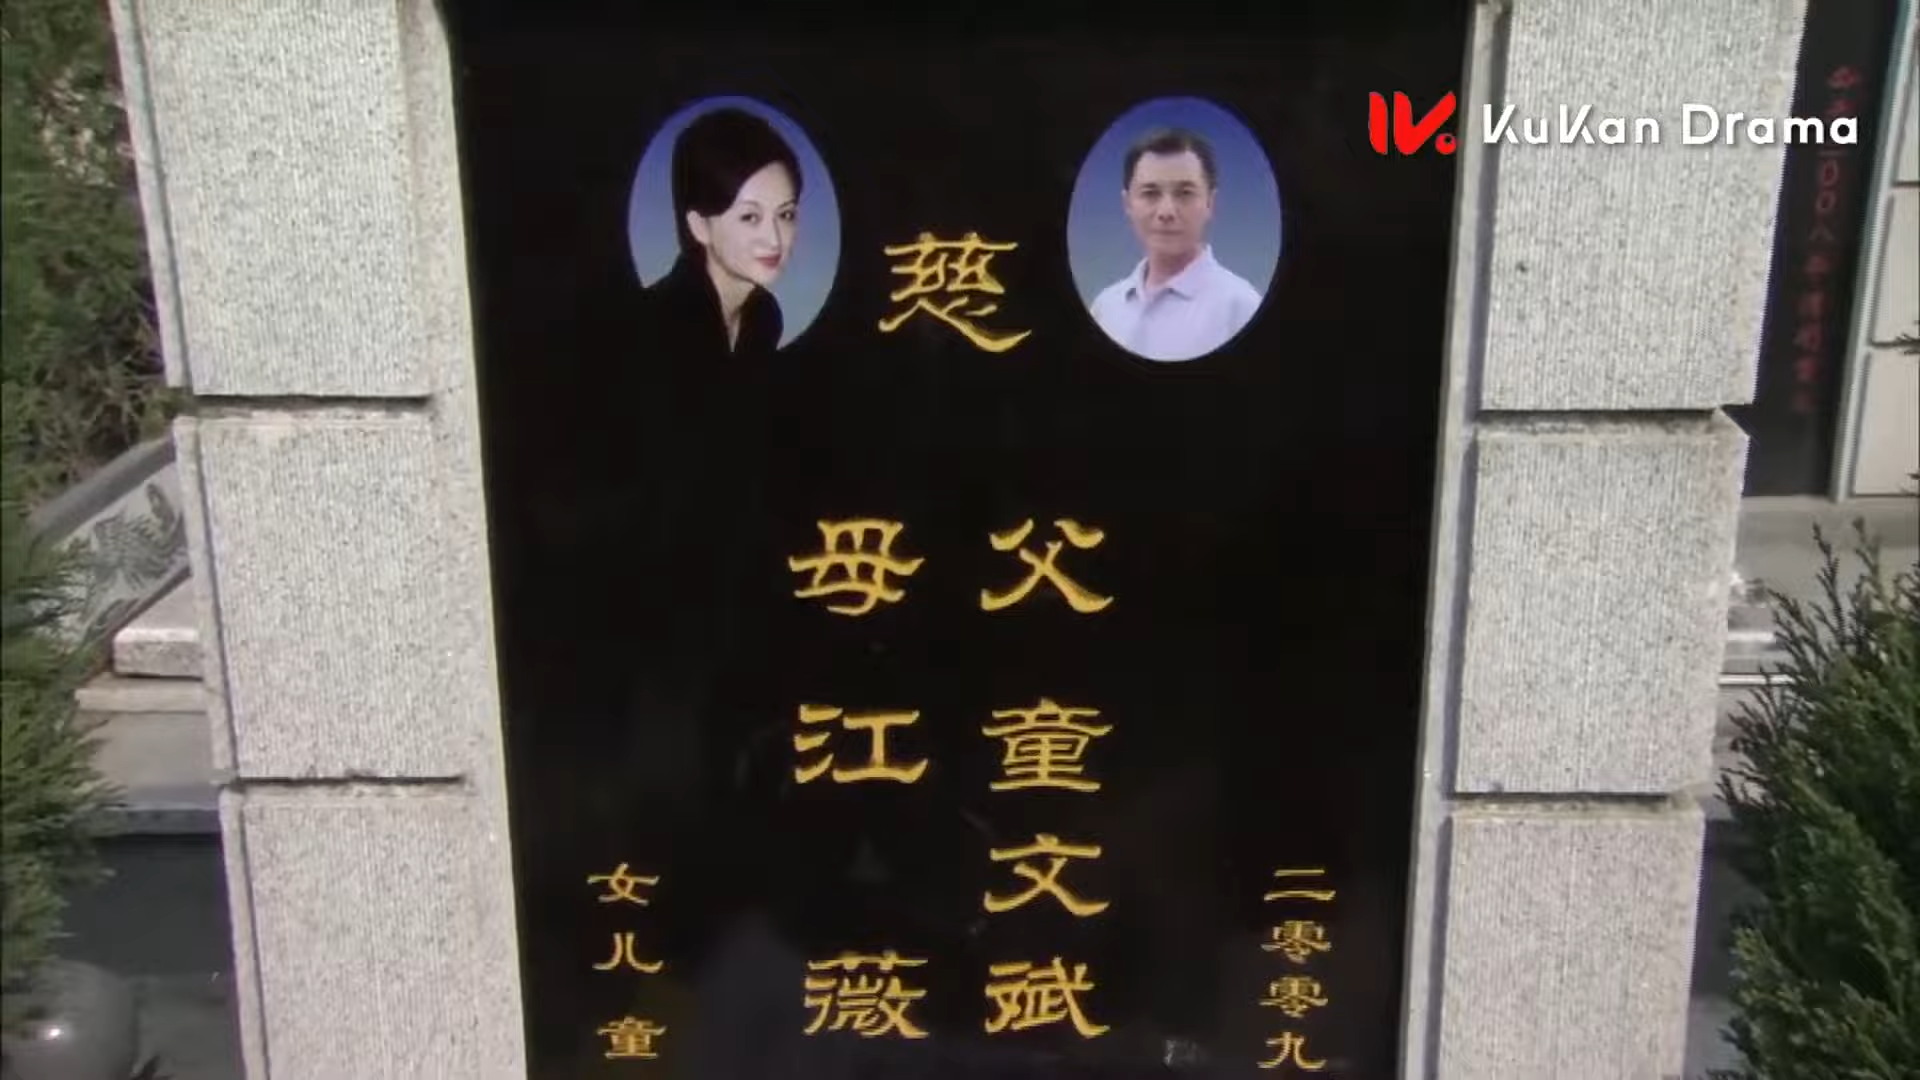 KuKan Drama
慈
父童文斌
母江薇
二零零九
女儿童